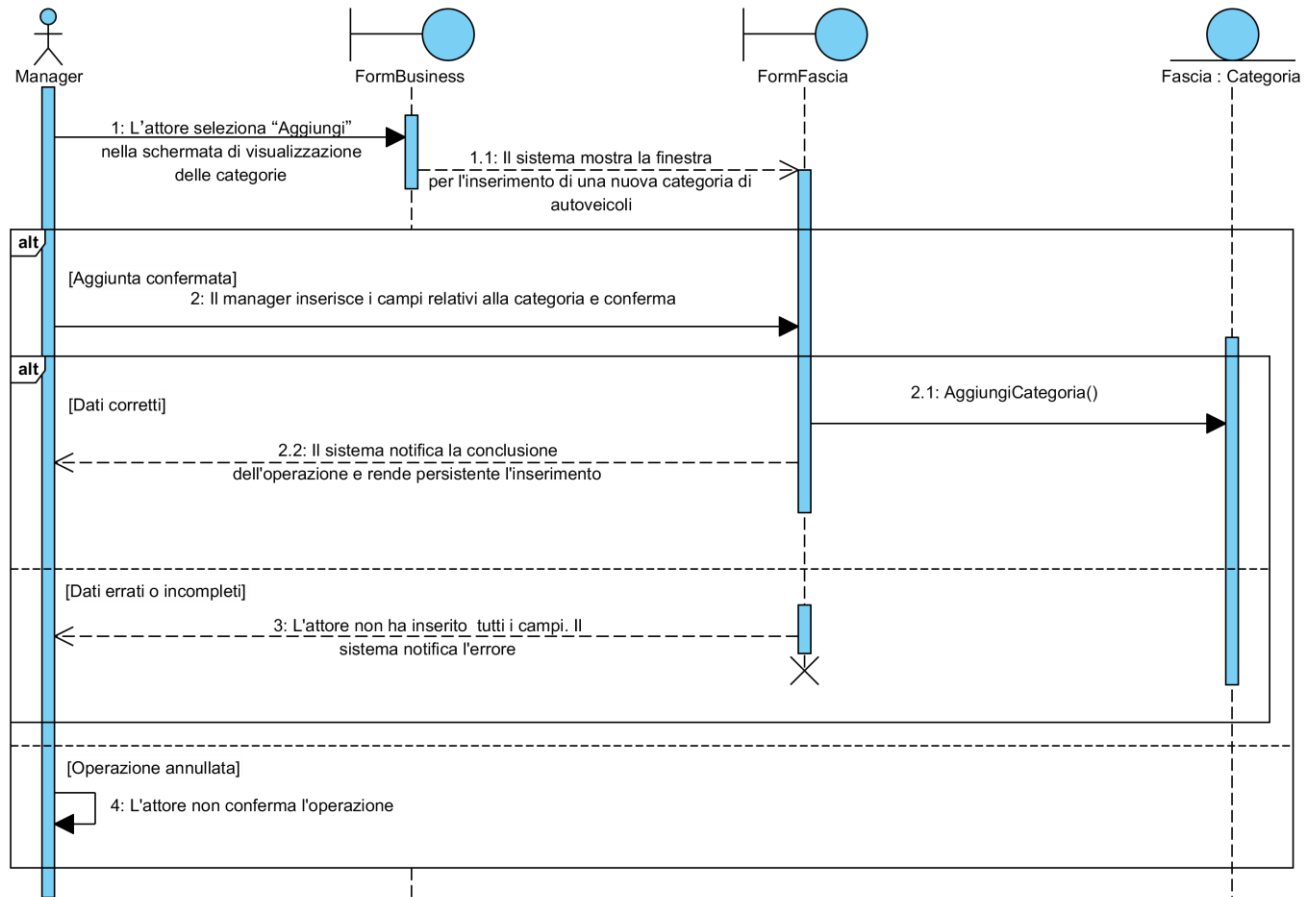 Manager
FormBusiness
FormFascia
Fascia : Categoria
1: L’attore seleziona “Aggiungi”
nella schermata di visualizzazione
delle categorie
1.1: Il sistema mostra la finestra
per l'inserimento di una nuova categoria di
autoveicoli
alt
[Aggiunta confermata]
2: Il manager inserisce i campi relativi alla categoria e conferma
alt
[Dati corretti]
2.1: AggiungiCategoria()
2.2: Il sistema notifica la conclusione
dell'operazione e rende persistente l'inserimento
[Dati errati o incompleti]
3: L'attore non ha inserito  tutti i campi. Il
sistema notifica l'errore
[Operazione annullata]
4: L'attore non conferma l'operazione